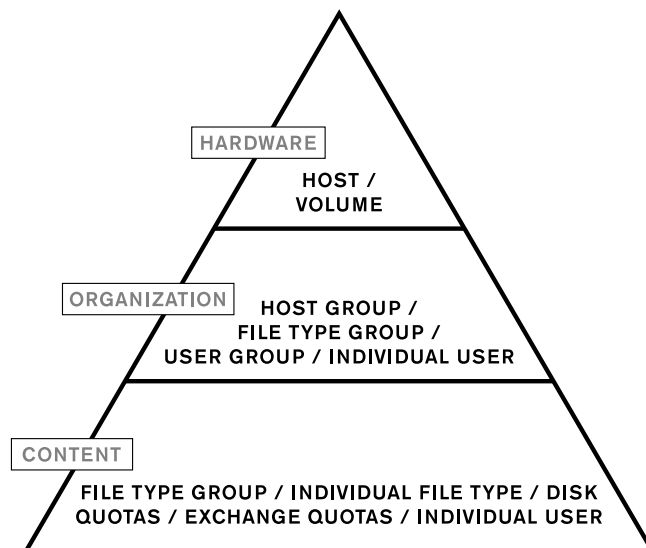 HARDWARE
HOST /
VOLUME
ORGANIZATION
HOST GROUP /
FILE TYPE GROUP /
USER GROUP / INDIVIDUAL USER
CONTENT
FILE TYPE GROUP / INDIVIDUAL FILE TYPE / DISK
QUOTAS / EXCHANGE QUOTAS / INDIVIDUAL USER